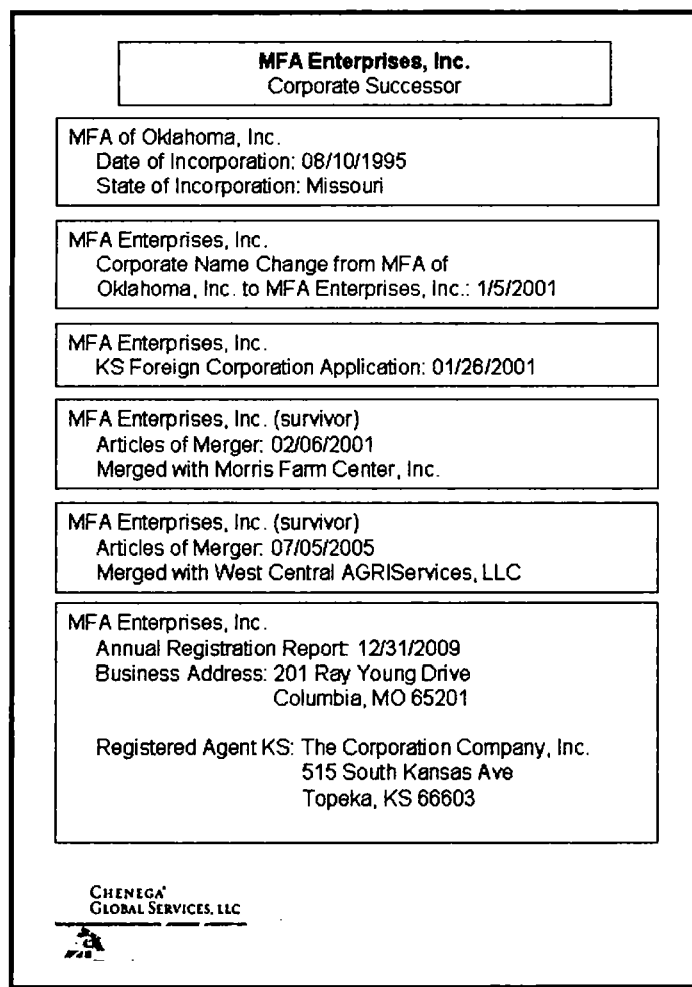 MFA Enterprises, Inc.
Corporate Successor
MFA of Oklahoma, Inc.
Date of Incorporation: 08/10/1995
State of Incorporation: Missouri
MFA Enterprises, Inc.
Corporate Name Change from MFA of
Oklahoma, Inc. to MFA Enterprises, Inc.: 1/5/2001
MFA Enterprises, Inc.
KS Foreign Corporation Application: 01/26/2001
MFA Enterprises, Inc. (survivor)
Articles of Merger: 02/06/2001
Merged with Morris Farm Center, Inc.
MFA Enterprises, Inc. (survivor)
Articles of Merger: 07/05/2005
Merged with West Central AGRIServices, LLC
MFA Enterprises, Inc.
Annual Registration Report: 12/31/2009
Business Address: 201 Ray Young Drive
Columbia, MO 65201
Registered Agent KS: The Corporation Company, Inc.
515 South Kansas Ave
Topeka, KS 66603
CHENEGA
GLOBAL SERVICES, LLC